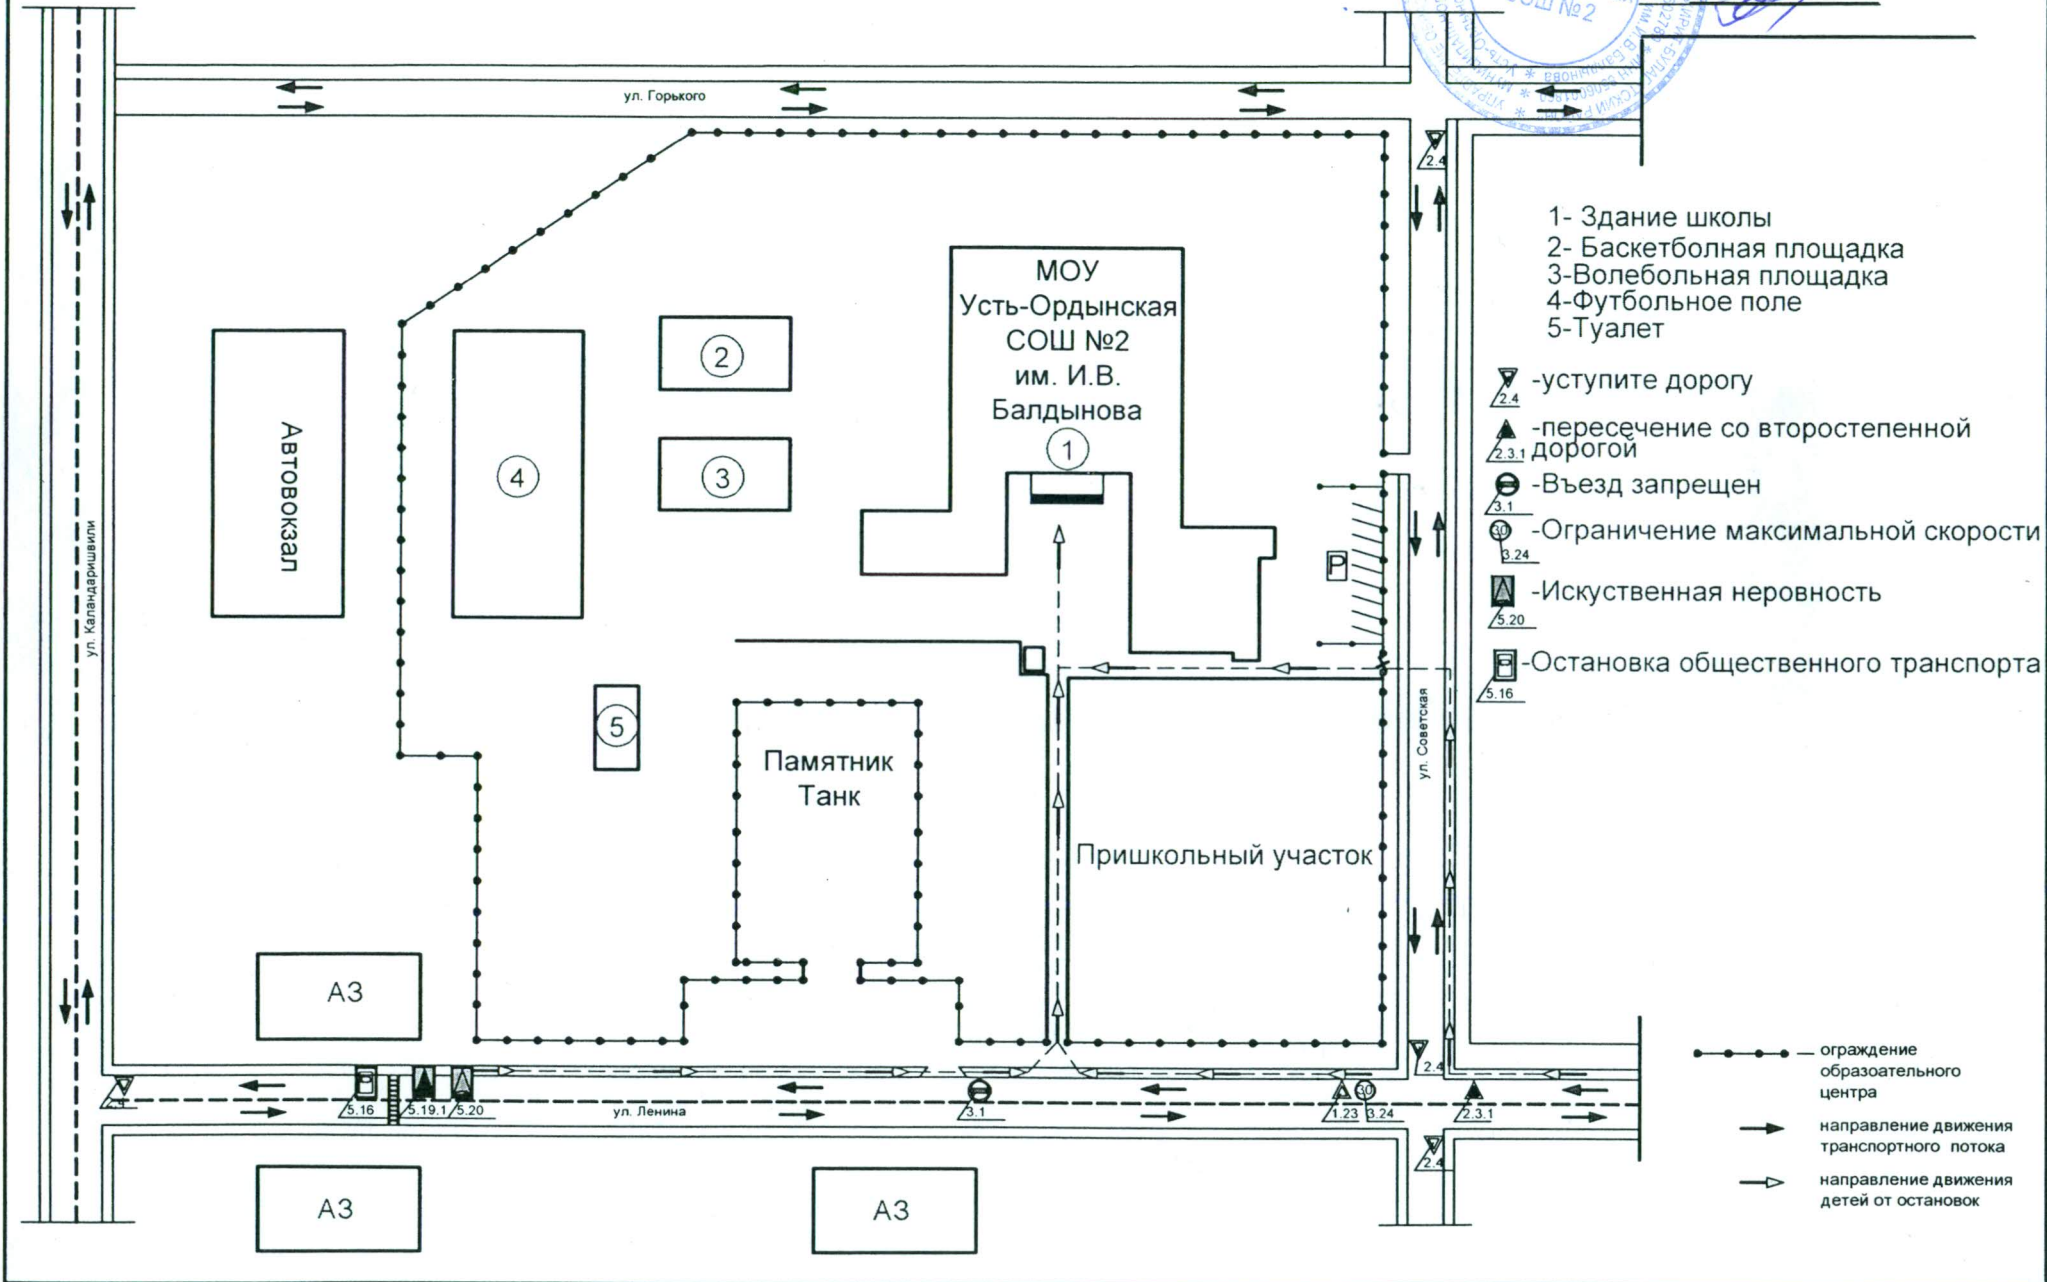 СОШ №2
ул. Горького
2.4
1- Здание школы
2- Баскетболная площадка
3-Волебольная площадка
4-Футбольное поле
5-Туалет
-уступите дорогу
2.4
-пересечение со второстепенной
2.3.1 дорогой
-Въезд запрещен
3.1
30 -Ограничение максимальной скорости
3.24
-Искуственная неровность
5.20
-Остановка общественного транспорта
5.16
МОУ
Усть-Ордынская
СОШ №2
им. И.В.
Балдынова
1
2
3
4
5
Автовокзал
ул. Каландаришвили
P
ул. Советская
Памятник
Танк
Пришкольный участок
АЗ
2.4
5.16
5.19.1
5.20
ул. Ленина
3.1
1.23
30
3.24
2.3.1
2.4
АЗ
АЗ
ограждение
образоательного
центра
направление движения
транспортного потока
направление движения
детей от остановок